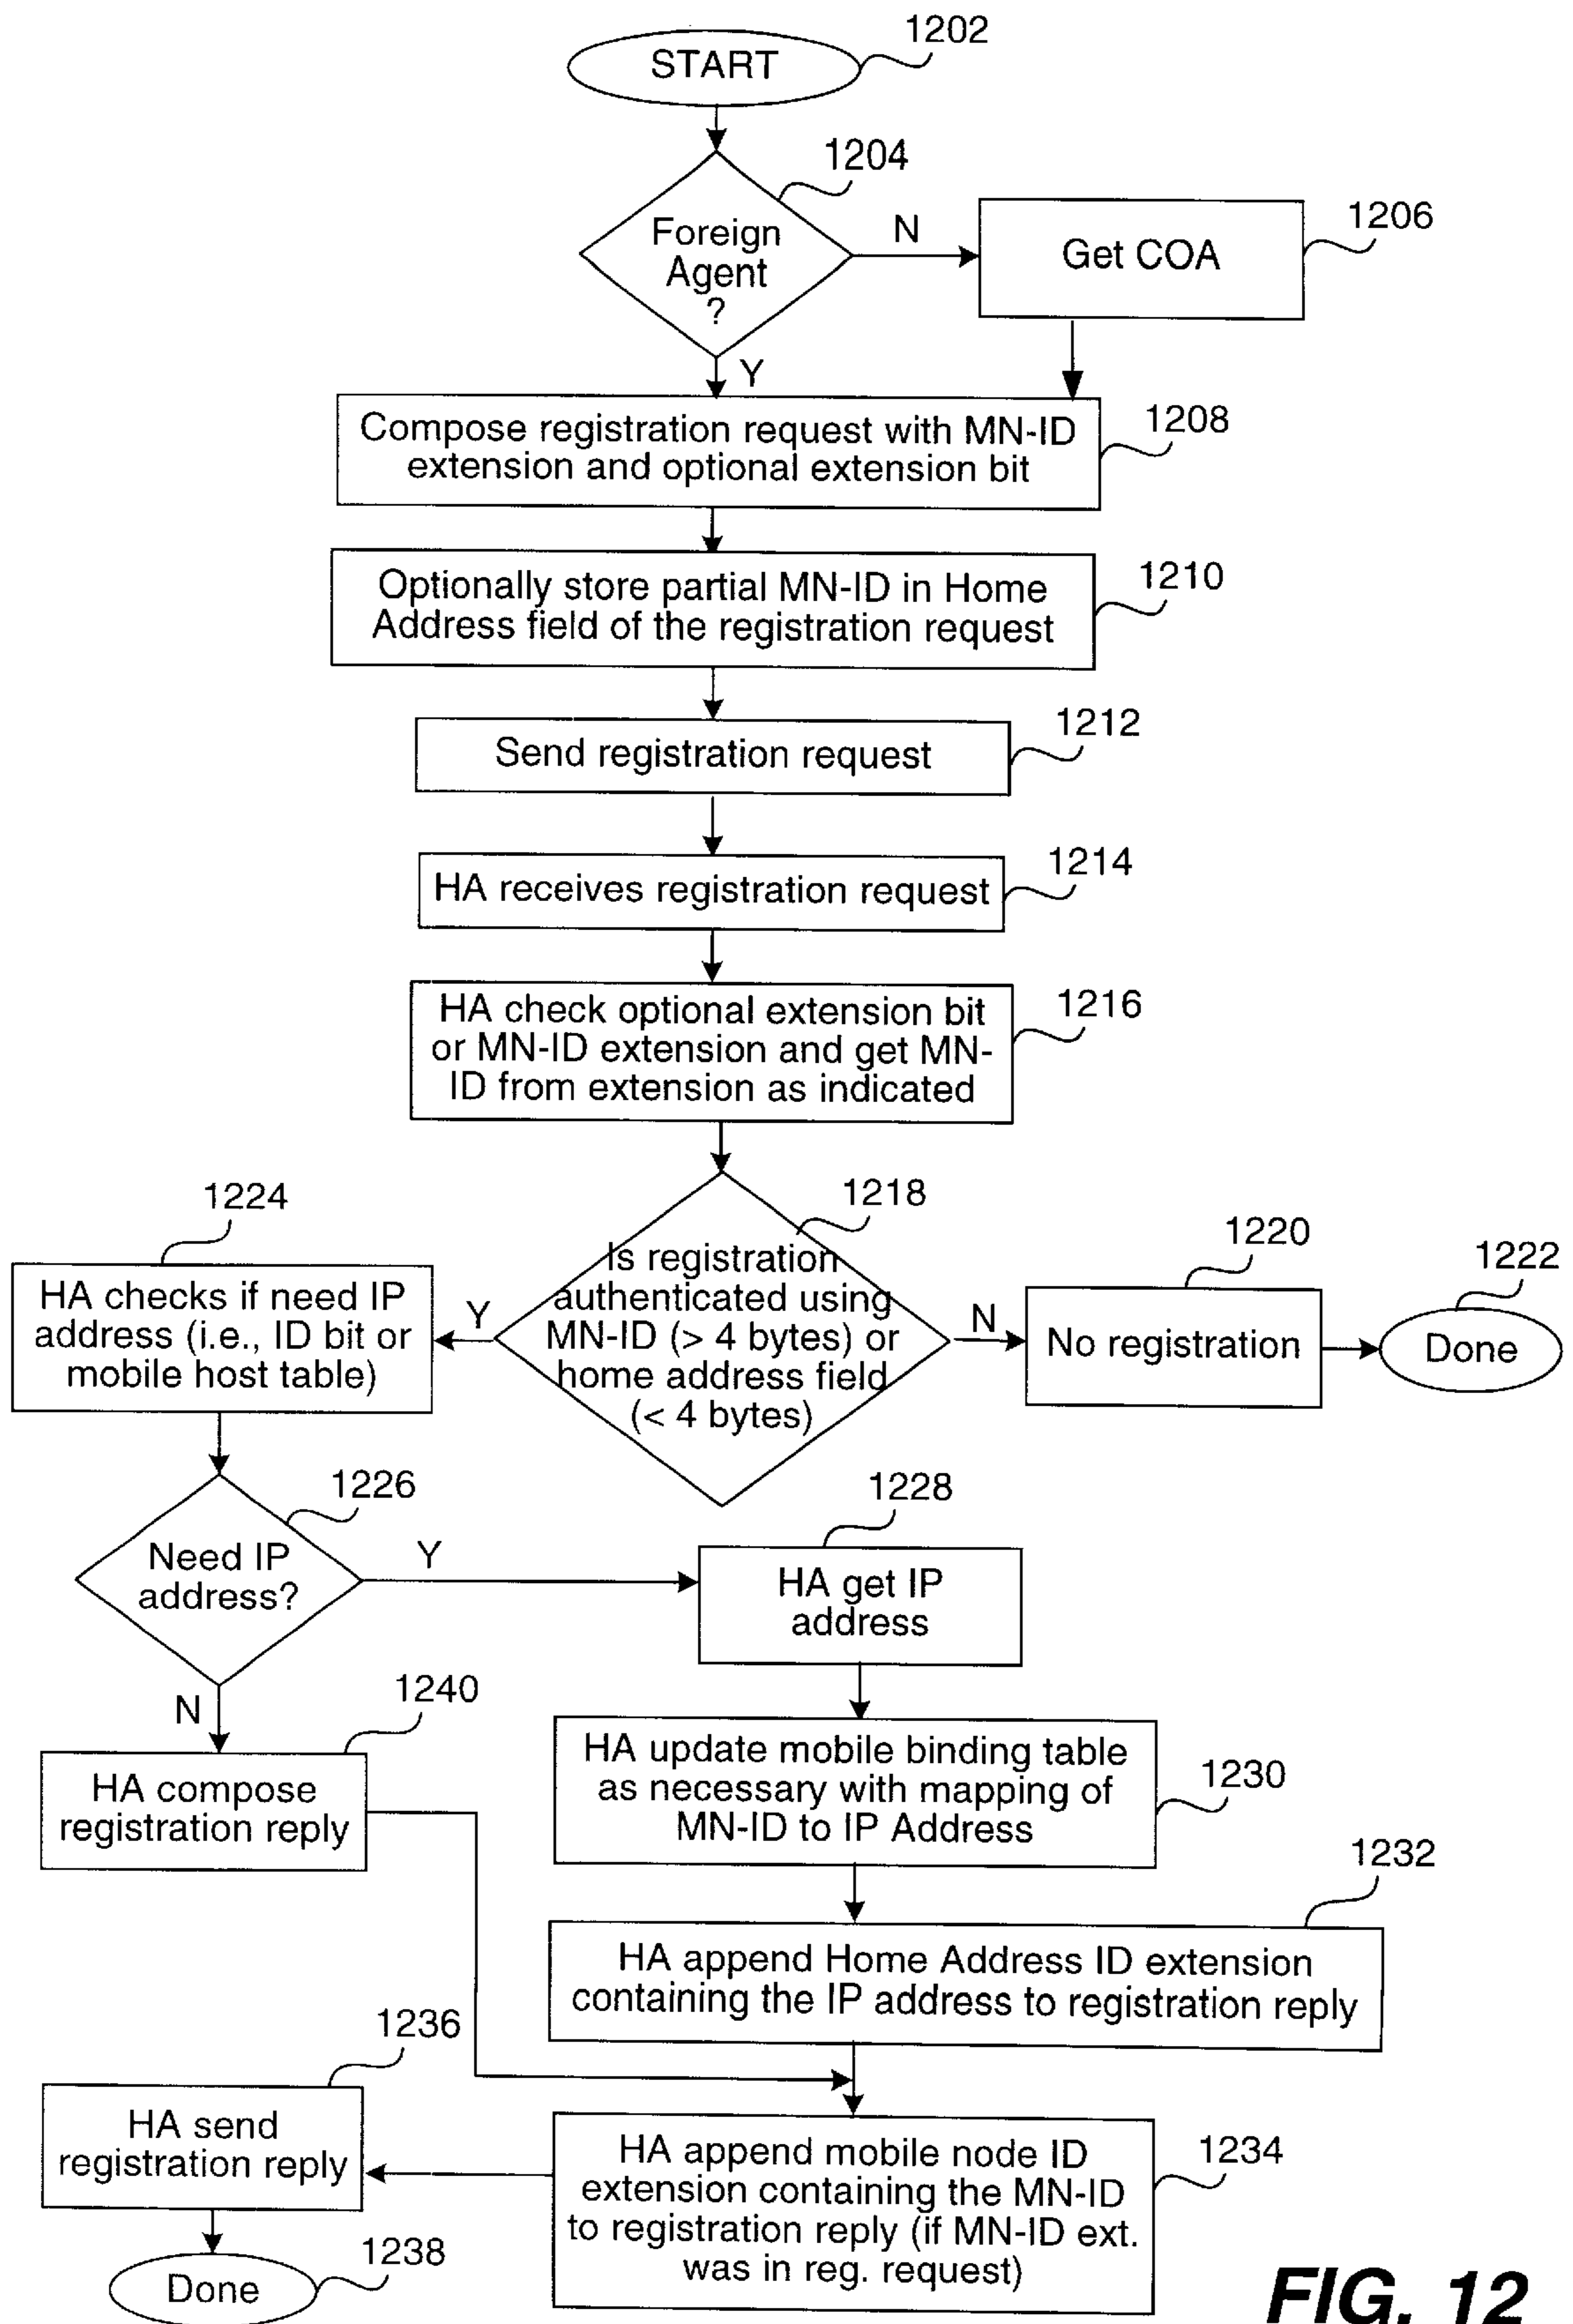 START
1202
1204
Foreign
Agent
?
N
Get COA
1206
Y
Compose registration request with MN-ID
extension and optional extension bit
1208
Optionally store partial MN-ID in Home
Address field of the registration request
1210
Send registration request
1212
HA receives registration request
1214
HA check optional extension bit
or MN-ID extension and get MN-
ID from extension as indicated
1216
1218
Is registration
authenticated using
MN-ID (> 4 bytes) or
home address field
(< 4 bytes)
N
1220
No registration
1222
Done
Y
1224
HA checks if need IP
address (i.e., ID bit or
mobile host table)
1226
Need IP
address?
Y
1228
HA get IP
address
N
1240
HA compose
registration reply
HA update mobile binding table
as necessary with mapping of
MN-ID to IP Address
1230
1232
HA append Home Address ID extension
containing the IP address to registration reply
HA append mobile node ID
extension containing the MN-ID
to registration reply (if MN-ID ext.
was in reg. request)
1234
1236
HA send
registration reply
1238
Done
FIG. 12